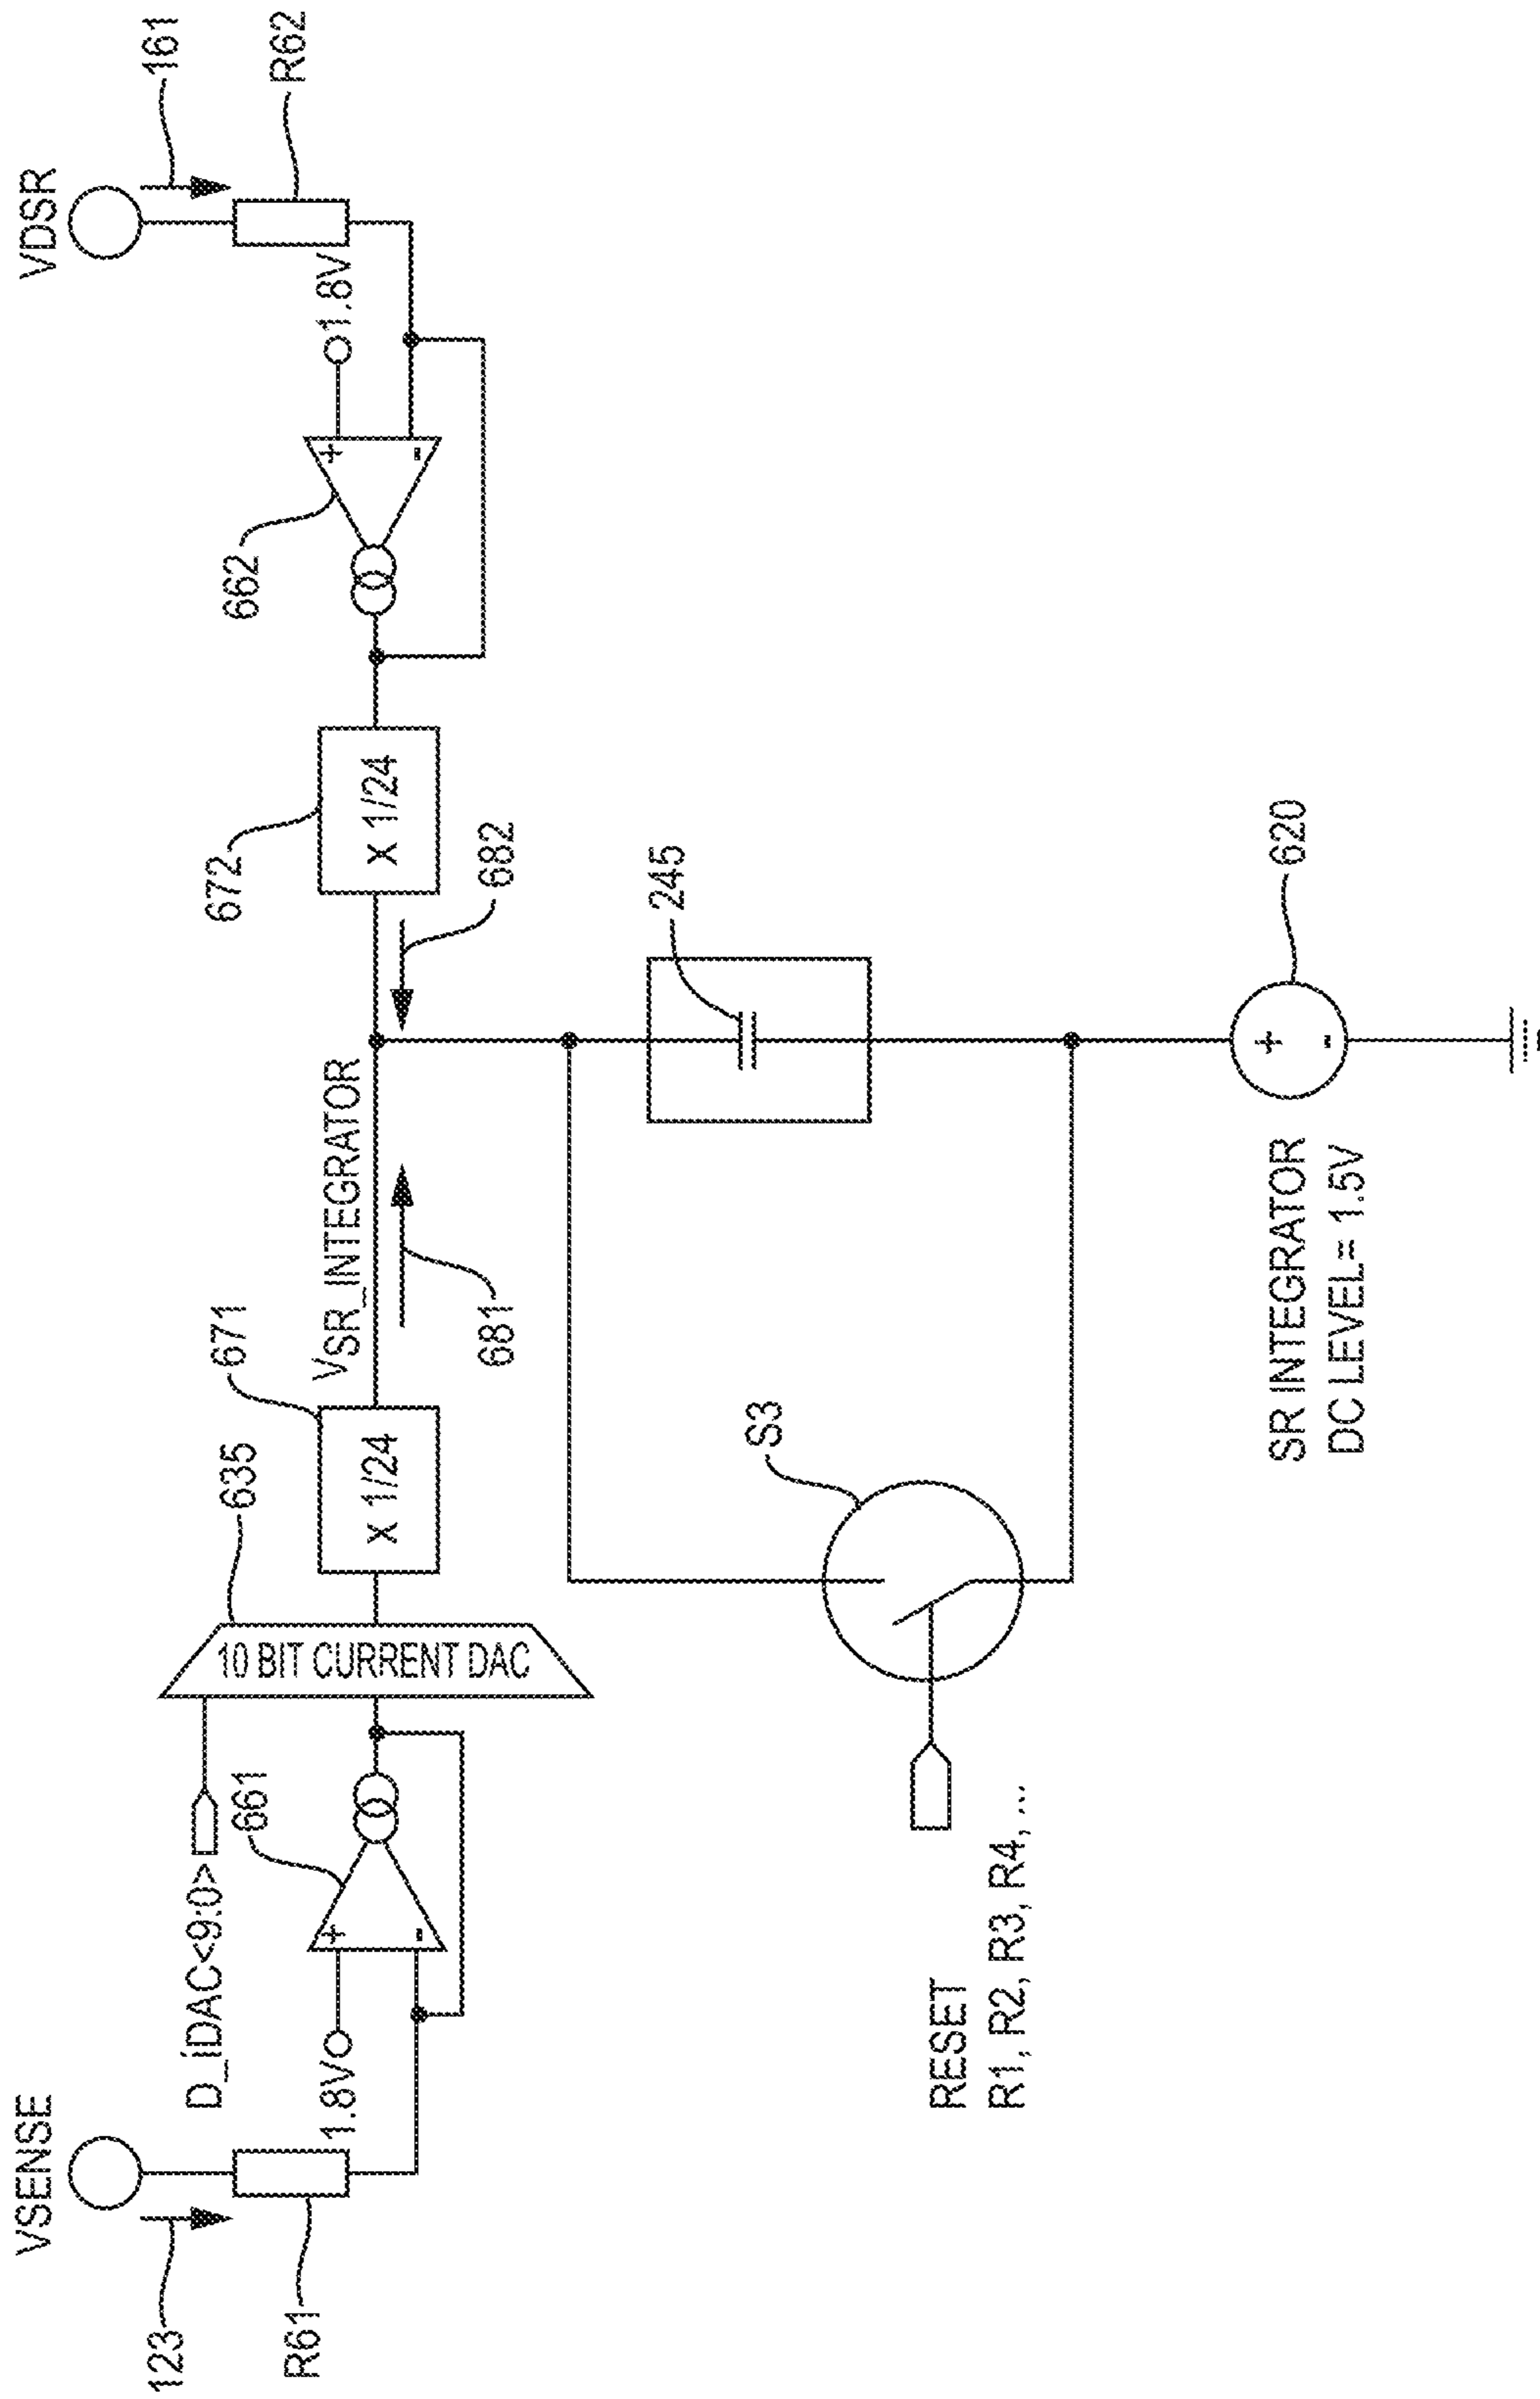 VSENSE
123
R61
1.8V
D_iDAC<9:0>
661
+
-
10 BIT CURRENT DAC
635
X 1/24
671
VSR_INTEGRATOR
681
682
X 1/24
672
662
+
-
1.8V
VDSR
161
R62
245
S3
RESET
R1, R2, R3, R4, ...
SR INTEGRATOR
DC LEVEL= 1.5V
+
-
620